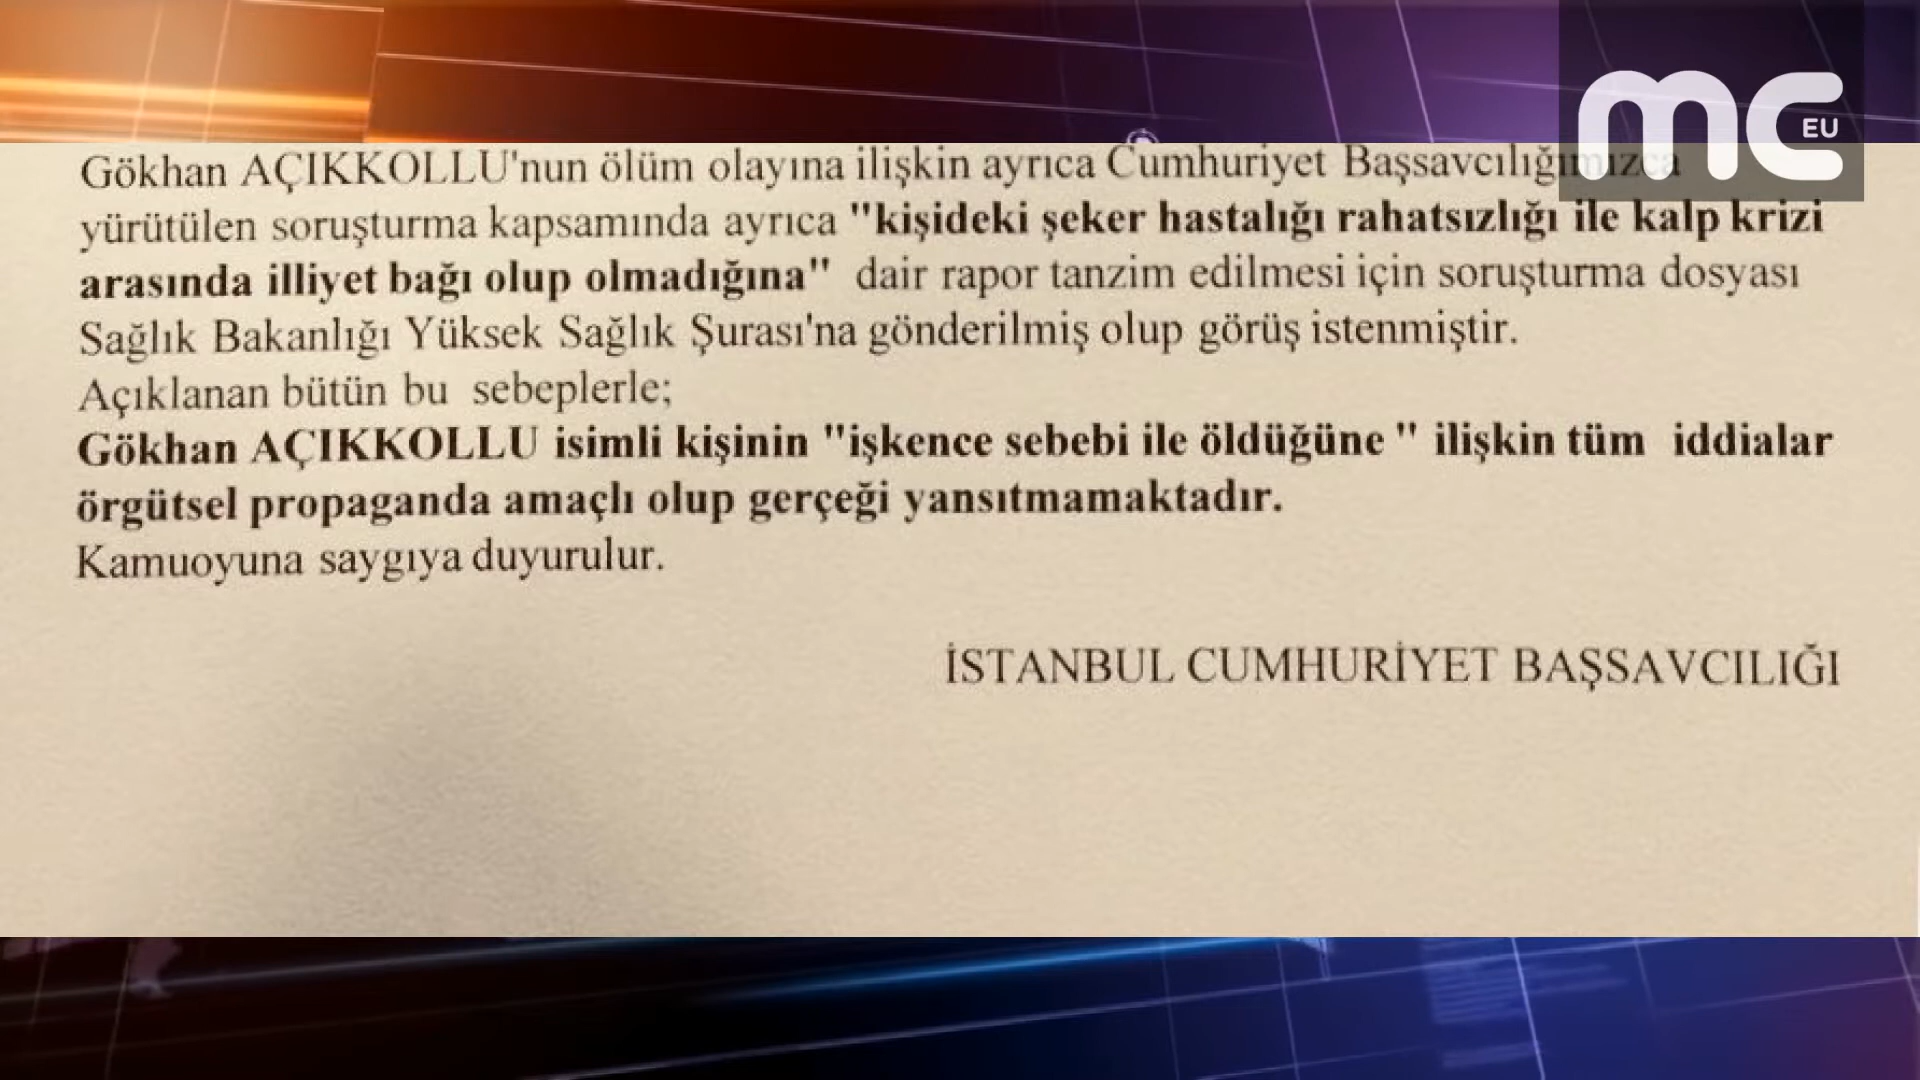 mc EU
Gökhan AÇIKKOLLU'nun ölüm olayına ilişkin ayrıca Cumhuriyet Başsavcılığımızca
yürütülen soruşturma kapsamında ayrıca "kişideki şeker hastalığı rahatsızlığı ile kalp krizi
arasında illiyet bağı olup olmadığına" dair rapor tanzim edilmesi için soruşturma dosyası
Sağlık Bakanlığı Yüksek Sağlık Şurası'na gönderilmiş olup görüş istenmiştir.
Açıklanan bütün bu sebeplerle;
Gökhan AÇIKKOLLU isimli kişinin "işkence sebebi ile öldüğüne " ilişkin tüm iddialar
örgütsel propaganda amaçlı olup gerçeği yansıtmamaktadır.
Kamuoyuna saygıya duyurulur.
İSTANBUL CUMHURİYET BAŞSAVCILIĞI